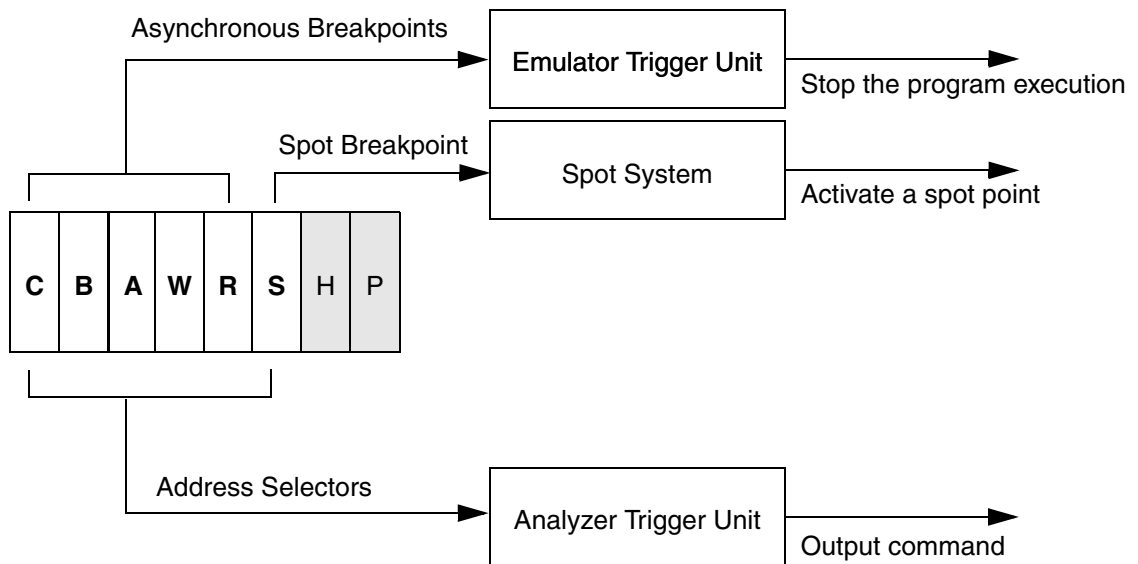 Asynchronous Breakpoints
Emulator Trigger Unit
Stop the program execution
Spot Breakpoint
Spot System
Activate a spot point
C B A W R S H P
Address Selectors
Analyzer Trigger Unit
Output command